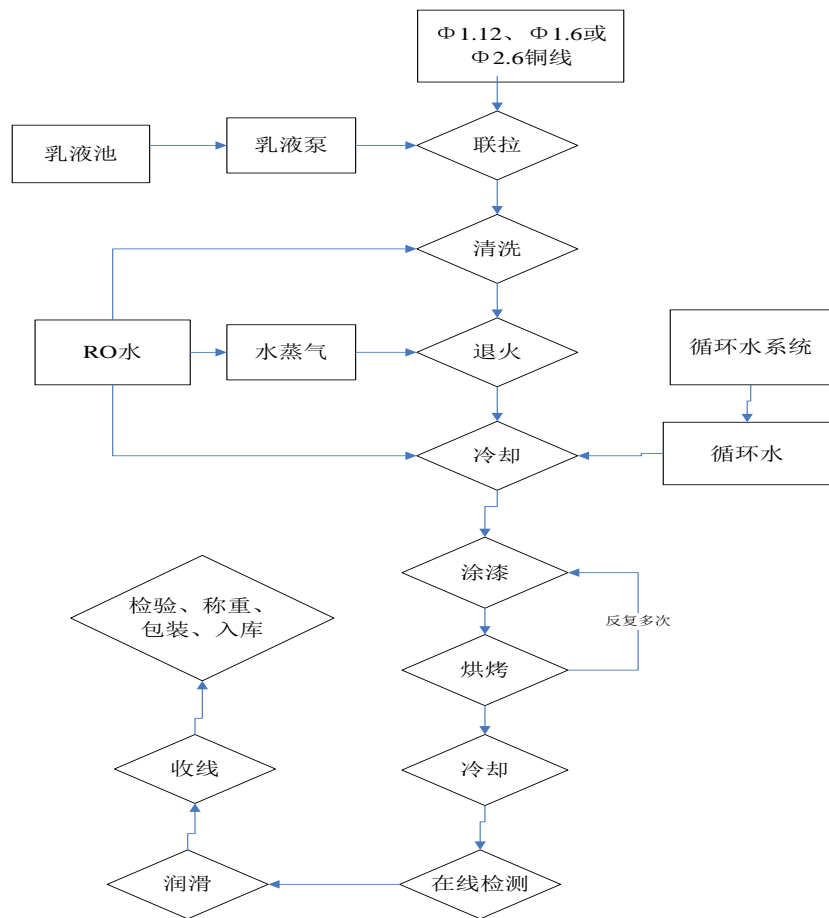 Φ1.12、Φ1.6或
Φ2.6铜线
乳液池
乳液泵
联拉
清洗
RO水
水蒸气
退火
循环水系统
冷却
循环水
涂漆
检验、称重、
包装、入库
反复多次
烘烤
收线
冷却
润滑
在线检测